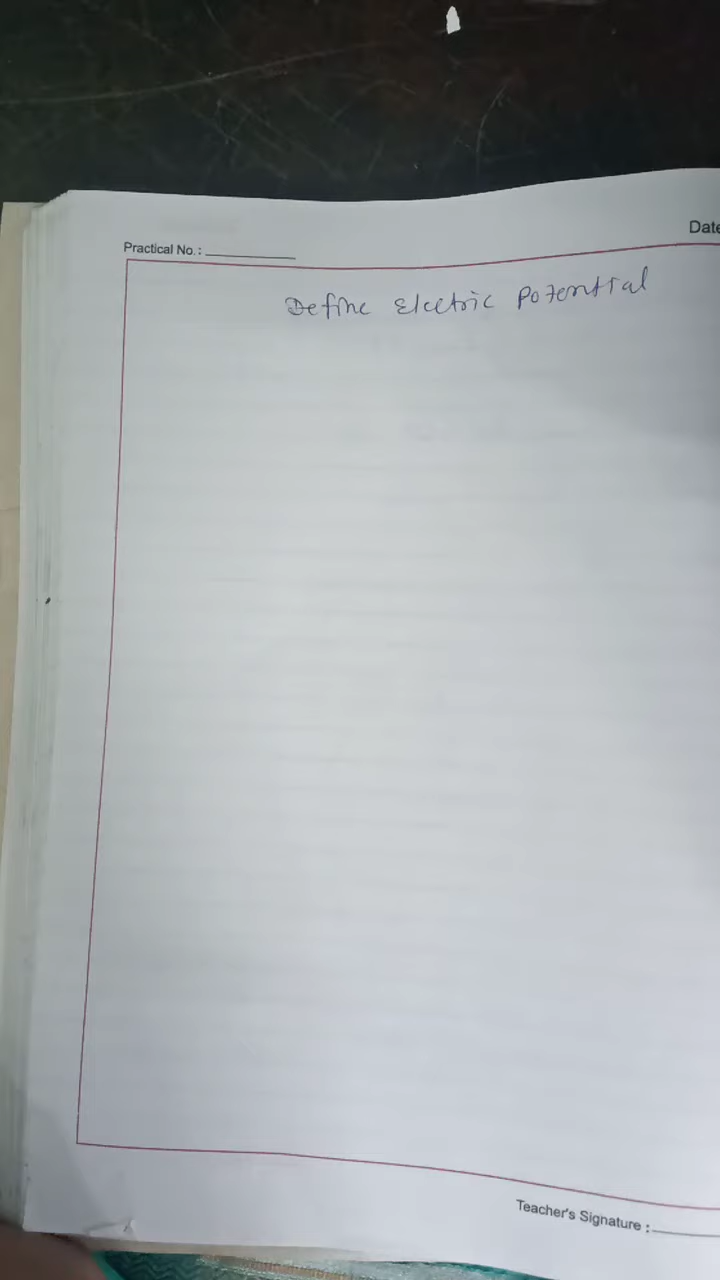 Date
Practical No.:
Define Electric Potential
Teacher's Signature :